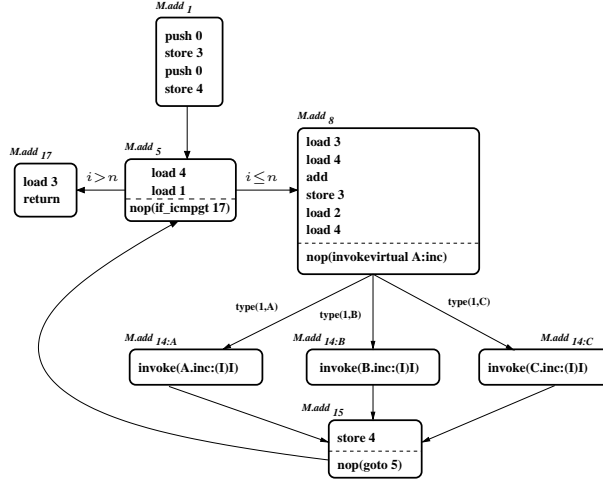 M.add 1
push 0
store 3
push 0
store 4
M.add 5
load 4
load 1
nop(if_icmpgt 17)
i>n
M.add 17
load 3
return
i≤n
M.add 8
load 3
load 4
add
store 3
load 2
load 4
nop(invokevirtual A:inc)
type(1,A)
type(1,B)
type(1,C)
M.add 14:A
invoke(A.inc:(I)I)
M.add 14:B
invoke(B.inc:(I)I)
M.add 14:C
invoke(C.inc:(I)I)
M.add 15
store 4
nop(goto 5)